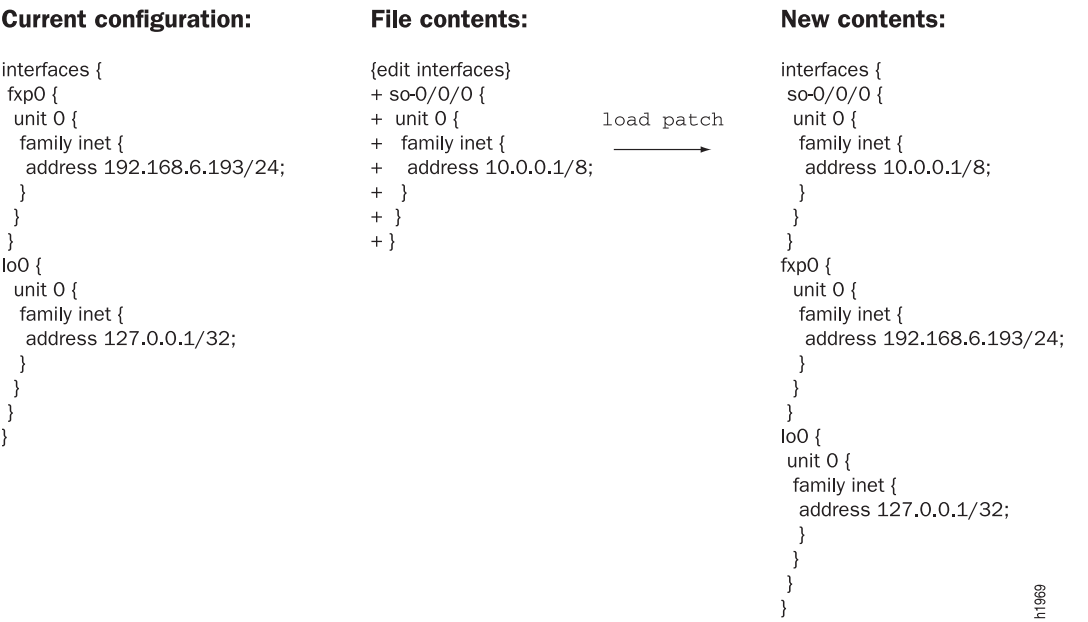 Current configuration:
interfaces {
fxp0 {
unit 0 {
family inet {
address 192.168.6.193/24;
}
}
}
lo0 {
unit 0 {
family inet {
address 127.0.0.1/32;
}
}
}
}
File contents:
{edit interfaces}
+ so-0/0/0 {
+ unit 0 {
+ family inet {
+ address 10.0.0.1/8;
+ }
+ }
+ }
load patch
New contents:
interfaces {
so-0/0/0 {
unit 0 {
family inet {
address 10.0.0.1/8;
}
}
}
fxp0 {
unit 0 {
family inet {
address 192.168.6.193/24;
}
}
}
lo0 {
unit 0 {
family inet {
address 127.0.0.1/32;
}
}
}
}
h1969